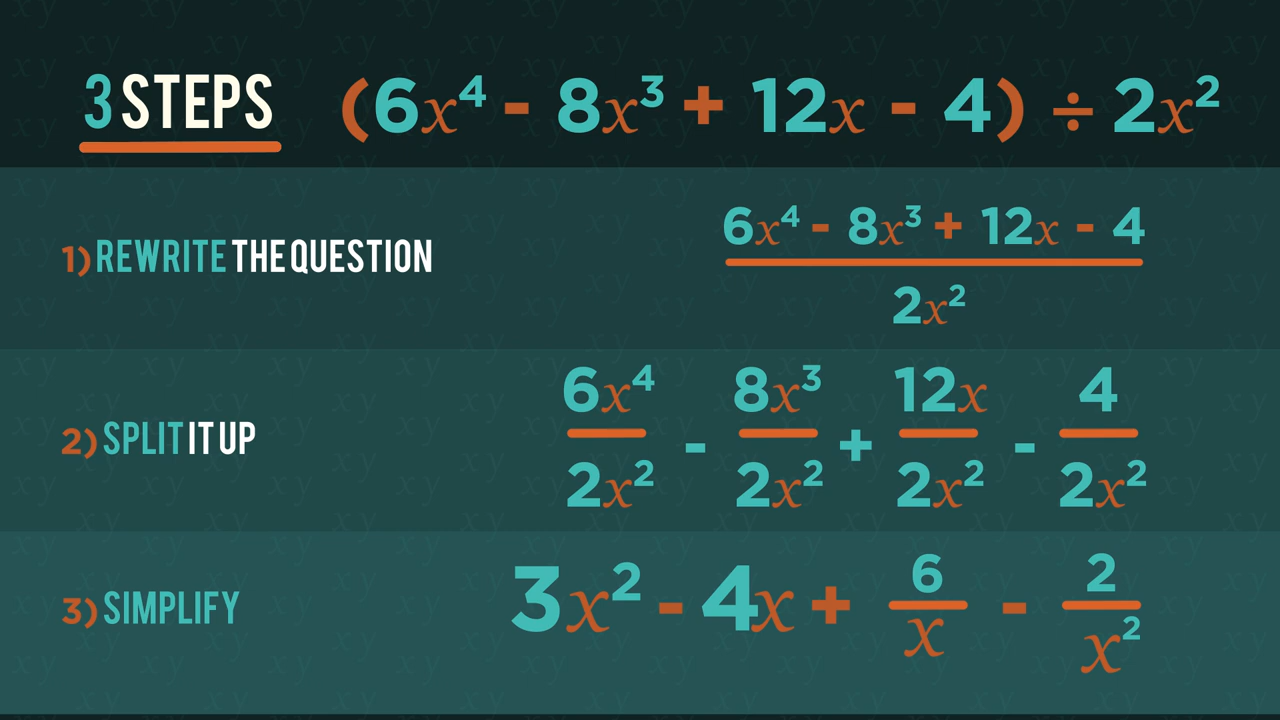 3 STEPS (6x⁴ - 8x³ + 12x - 4) ÷ 2x²
1) REWRITE THE QUESTION
6x⁴ - 8x³ + 12x - 4
2x²
2) SPLIT IT UP
6x⁴ 8x³ 12x 4
- + -
2x² 2x² 2x² 2x²
3) SIMPLIFY
6 2
3x² - 4x + -
x x²